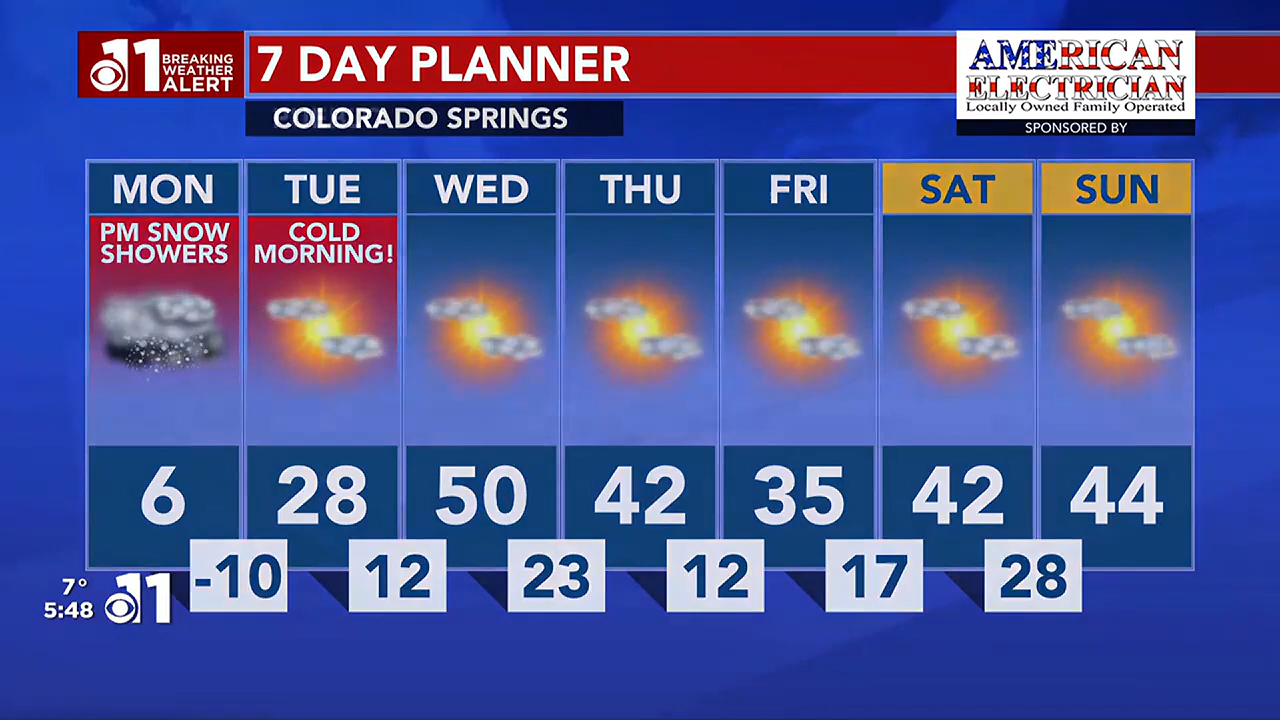 11 BREAKING
WEATHER
ALERT
7 DAY PLANNER
COLORADO SPRINGS
AMERICAN
ELECTRICIAN
Locally Owned Family Operated
SPONSORED BY
MON TUE WED THU FRI SAT SUN
PM SNOW
SHOWERS
COLD
MORNING!
6 28 50 42 35 42 44
-10 12 23 12 17 28
7°
5:48
11